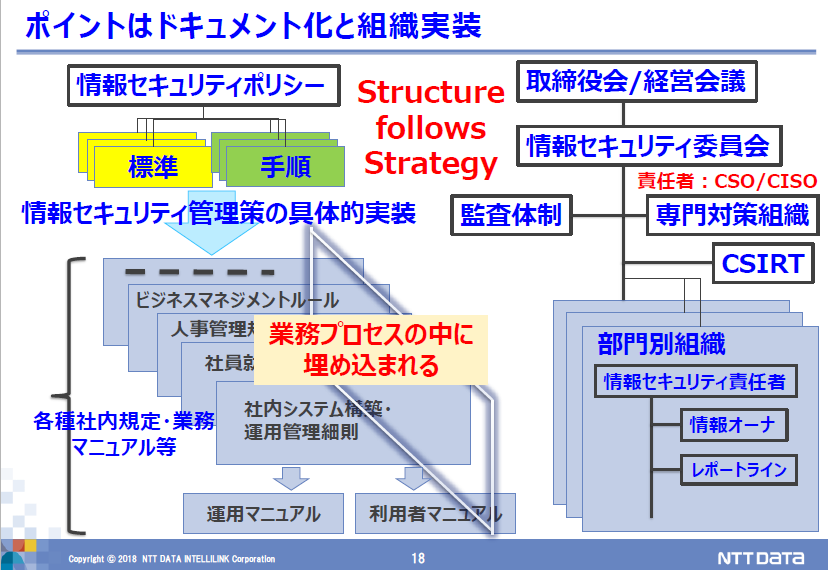 ポイントはドキュメント化と組織実装
情報セキュリティポリシー
標準
手順
情報セキュリティ管理策の具体的実装
Structure
follows
Strategy
ビジネスマネジメントルール
人事管理
社員
業務プロセスの中に
埋め込まれる
社内システム構築・
運用管理細則
各種社内規定・業務
マニュアル等
運用マニュアル
利用者マニュアル
取締役会/経営会議
情報セキュリティ委員会
責任者：CSO/CISO
監査体制
専門対策組織
CSIRT
部門別組織
情報セキュリティ責任者
情報オーナ
レポートライン
Copyright © 2018 NTT DATA INTELLILINK Corporation
18
NTT DATA